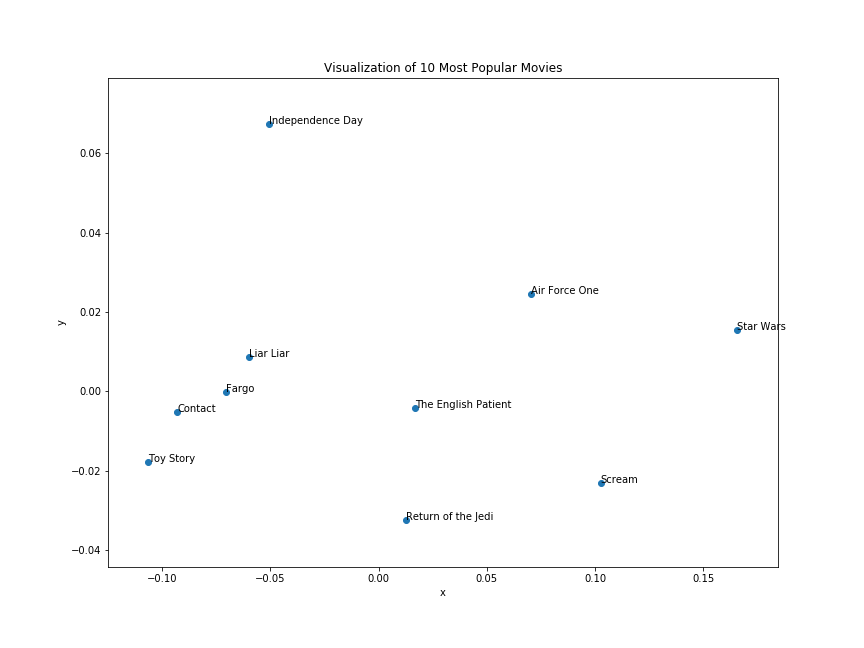 Visualization of 10 Most Popular Movies
Independence Day
0.06
0.04
Air Force One
0.02
Star Wars
y
Liar Liar
Fargo
0.00
The English Patient
Contact
Toy Story
−0.02
Scream
Return of the Jedi
−0.04
−0.10 −0.05 0.00 0.05 0.10 0.15
x